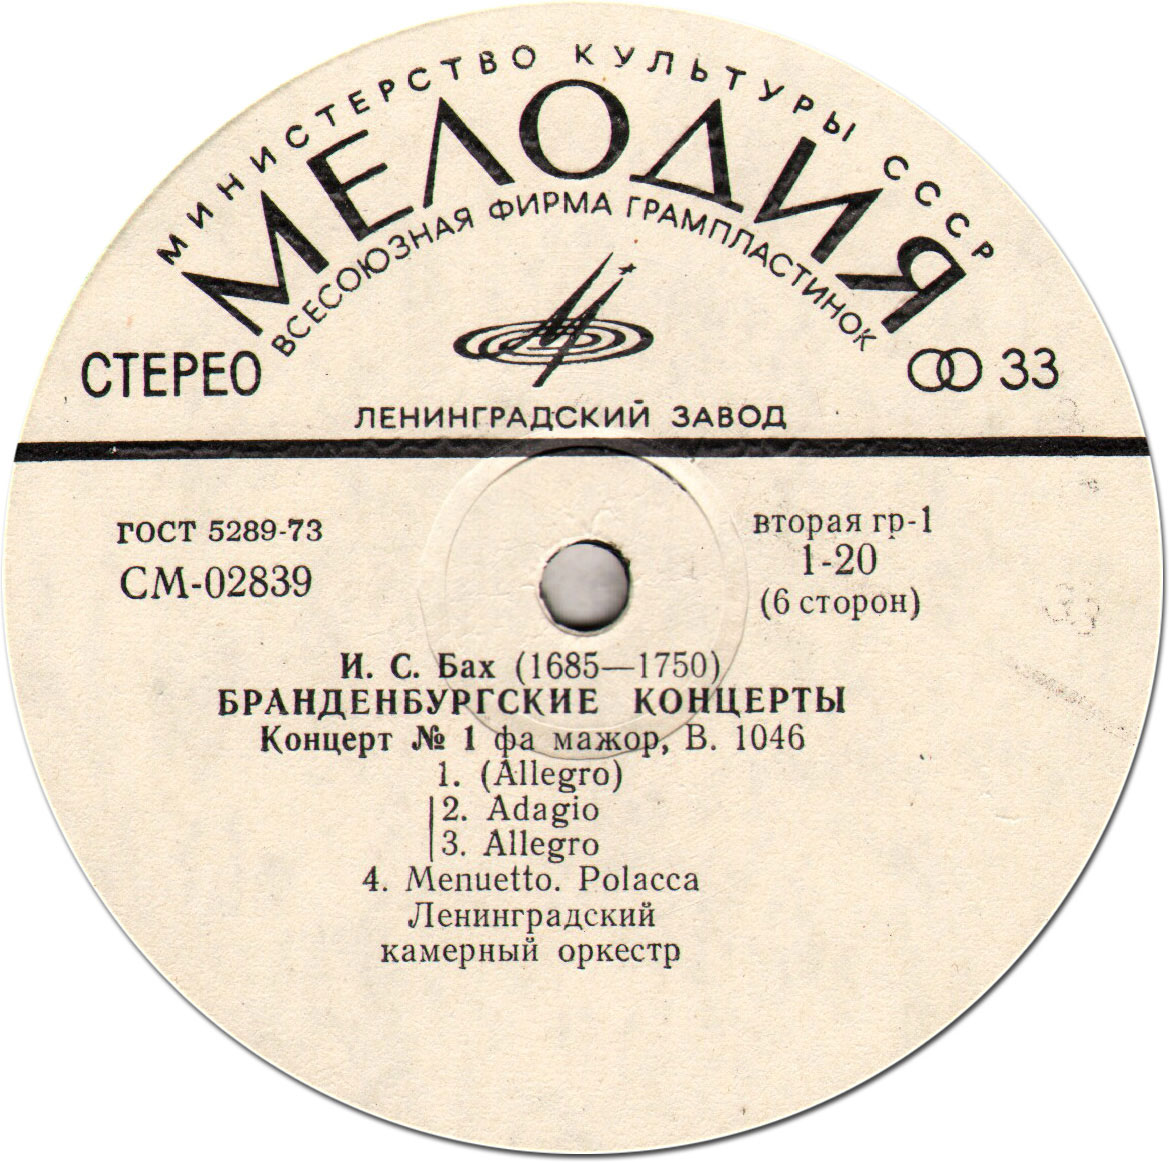 МИНИСТЕРСТВО КУЛЬТУРЫ СССР
МЕЛОДИЯ
ВСЕСОЮЗНАЯ ФИРМА ГРАМПЛАСТИНОК
СТЕРЕО
33
ЛЕНИНГРАДСКИЙ ЗАВОД
ГОСТ 5289-73
СМ-02839
вторая гр-1
1-20
(6 сторон)
И. С. Бах (1685—1750)
БРАНДЕНБУРГСКИЕ КОНЦЕРТЫ
Концерт № 1 фа мажор, В. 1046
1. (Allegro)
2. Adagio
3. Allegro
4. Menuetto. Polacca
Ленинградский
камерный оркестр